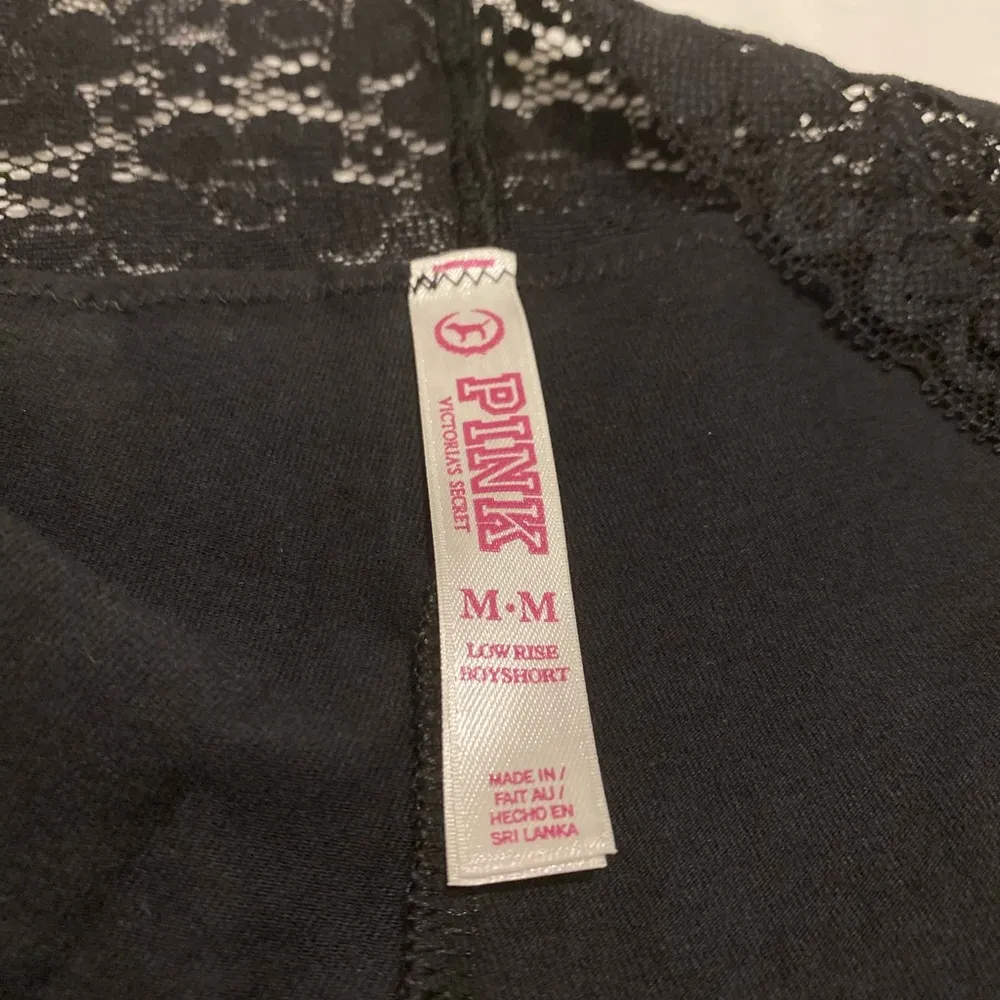 PINK
VICTORIA'S SECRET
M·M
LOW RISE
BOYSHORT
MADE IN /
FAIT AU /
HECHO EN
SRI LANKA